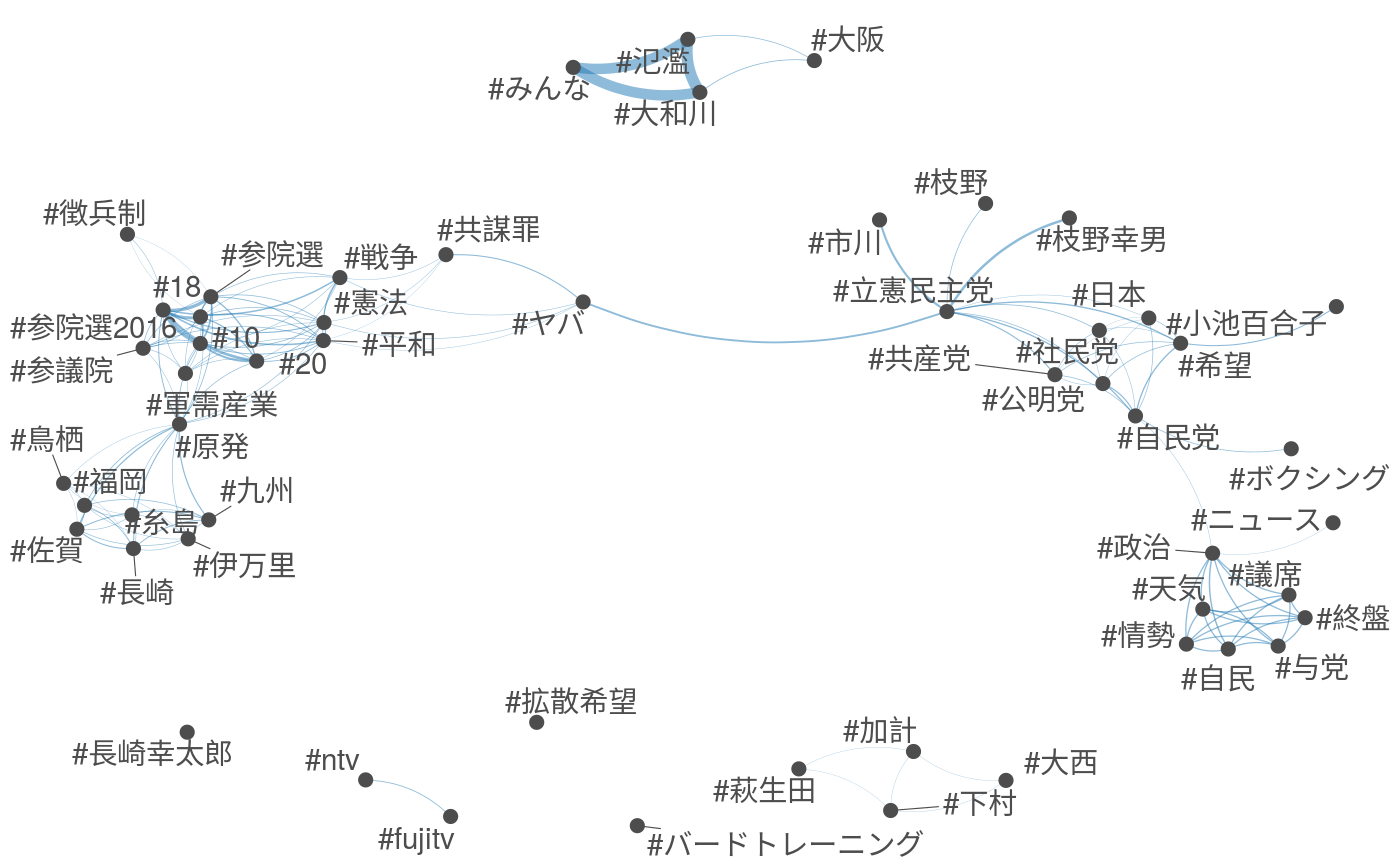 #大阪
#氾濫
#みんな
#大和川
#枝野
#徴兵制
#共謀罪
#枝野幸男
#市川
#参院選
#戦争
#18
#立憲民主党
#日本
#憲法
#参院選2016
#ヤバ
#小池百合子
#10
#平和
#社民党
#共産党
#20
#希望
#参議院
#公明党
#軍需産業
#鳥栖
#原発
#自民党
#福岡
#ボクシング
#九州
#糸島
#ニュース
#佐賀
#政治
#伊万里
#議席
#天気
#長崎
#終盤
#情勢
#与党
#自民
#拡散希望
#加計
#長崎幸太郎
#ntv
#大西
#萩生田
#下村
#fujitv
#バードトレーニング